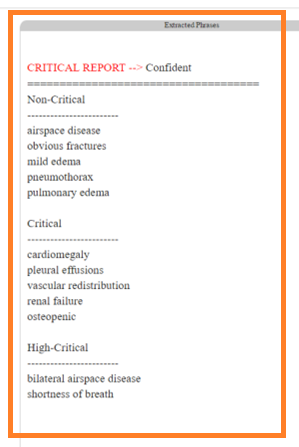 Extracted Phrases
CRITICAL REPORT --> Confident
====================================
Non-Critical
------------------------
airspace disease
obvious fractures
mild edema
pneumothorax
pulmonary edema
Critical
------------------------
cardiomegaly
pleural effusions
vascular redistribution
renal failure
osteopenic
High-Critical
------------------------
bilateral airspace disease
shortness of breath